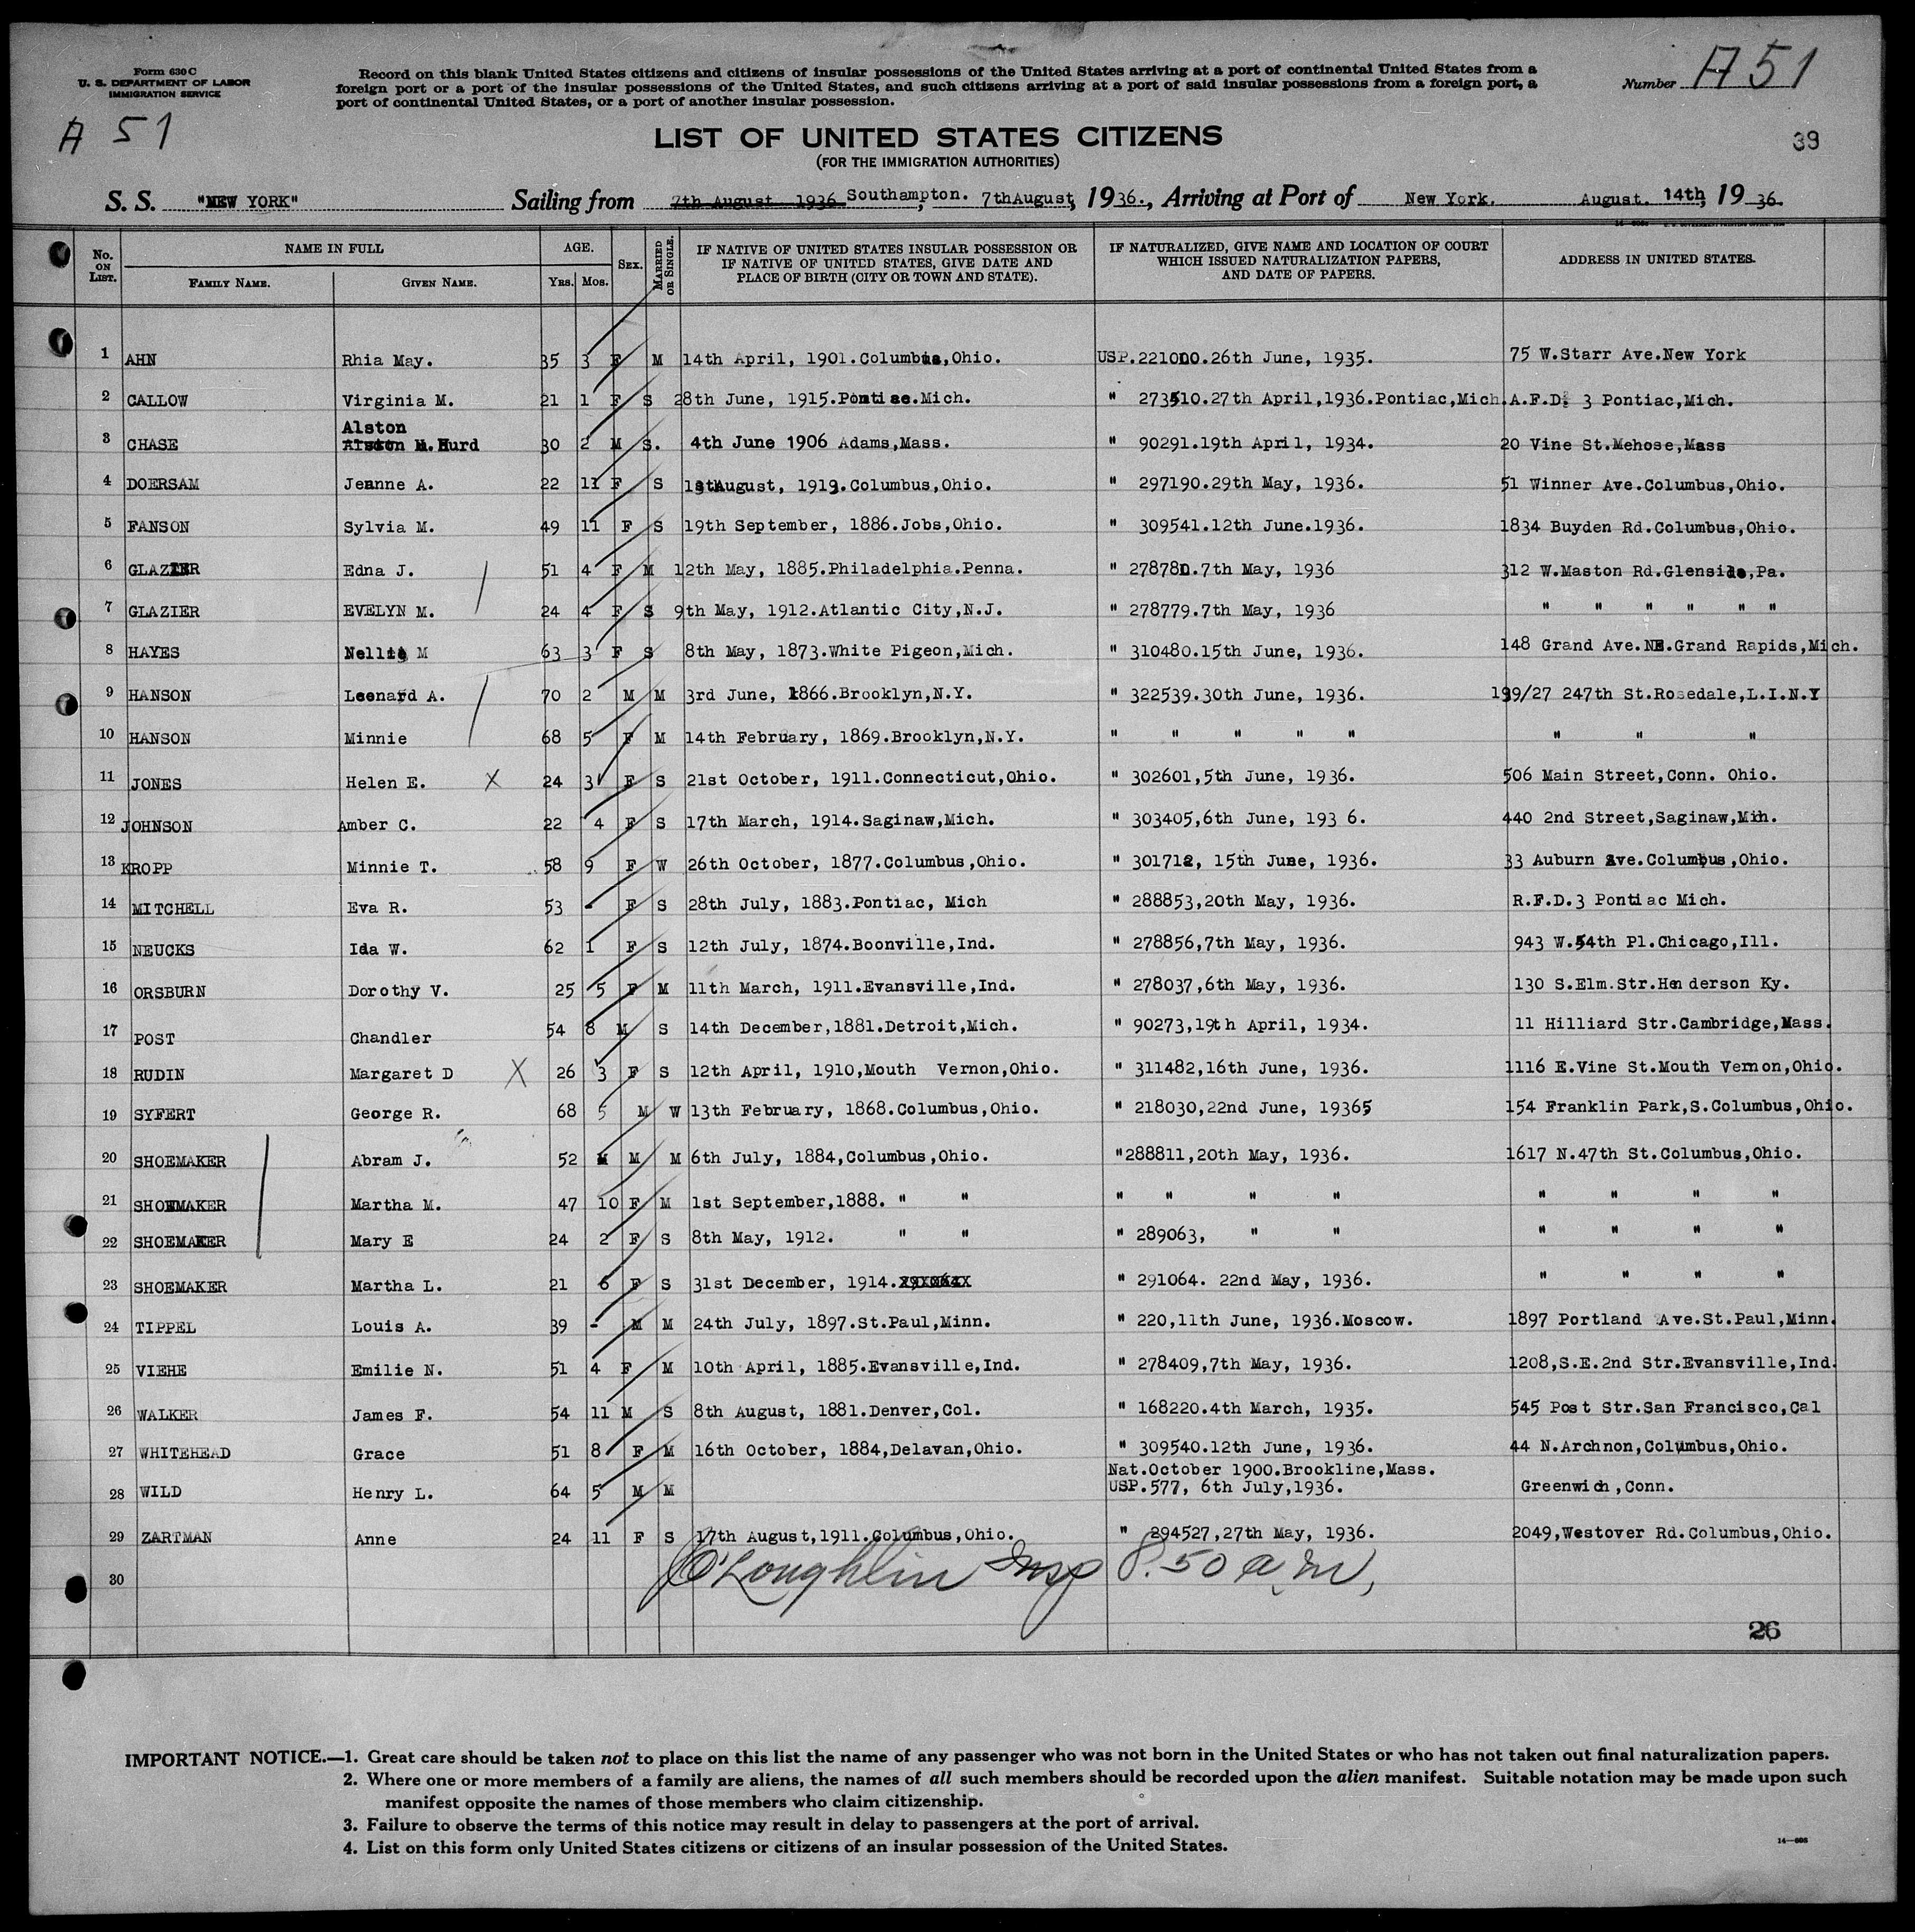 Form 630 C
U. S. DEPARTMENT OF LABOR
IMMIGRATION SERVICE
Record on this blank United States citizens and citizens of insular possessions of the United States arriving at a port of continental United States from a
foreign port or a port of the insular possessions of the United States, and such citizens arriving at a port of said insular possessions from a foreign port, a
port of continental United States, or a port of another insular possession.
Number A 51
A 51
39
LIST OF UNITED STATES CITIZENS
(FOR THE IMMIGRATION AUTHORITIES)
S. S. "NEW YORK" Sailing from 7th August 1936 Southampton. , 7thAugust, 1936., Arriving at Port of New York. August. 14th, 1936.
No. ON LIST. NAME IN FULL FAMILY NAME. GIVEN NAME. AGE. YRS. MOS. SEX. MARRIED OR SINGLE. IF NATIVE OF UNITED STATES INSULAR POSSESSION OR IF NATIVE OF UNITED STATES, GIVE DATE AND PLACE OF BIRTH (CITY OR TOWN AND STATE). IF NATURALIZED, GIVE NAME AND LOCATION OF COURT WHICH ISSUED NATURALIZATION PAPERS, AND DATE OF PAPERS. ADDRESS IN UNITED STATES.
1 AHN Rhia May. 35 3 F M 14th April, 1901.Columbus,Ohio. USP.221000.26th June, 1935. 75 W.Starr Ave.New York
2 CALLOW Virginia M. 21 1 F S 28th June, 1915.Pontiac.Mich. " 273510.27th April,1936.Pontiac,Mich. A.F.D. 3 Pontiac,Mich.
3 CHASE Alston Alston M.Hurd 30 2 M S. 4th June 1906 Adams,Mass. " 90291.19th April, 1934. 20 Vine St.Mehose,Mass
4 DOERSAM Jeanne A. 22 11 F S August, 1913.Columbus,Ohio. " 297190.29th May, 1936. 51 Winner Ave.Columbus,Ohio.
5 FANSON Sylvia M. 49 11 F S 19th September, 1886.Jobs,Ohio. " 309541.12th June.1936. 1834 Buyden Rd.Columbus,Ohio.
6 GLAZIER Edna J. 51 4 F M 12th May, 1885.Philadelphia.Penna. " 278780.7th May, 1936 312 W.Maston Rd.Glenside,Pa.
7 GLAZIER EVELYN M. 24 4 F S 9th May, 1912.Atlantic City,N.J. " 278779.7th May, 1936 " " " " " "
8 HAYES Nellie M 63 3 F S 8th May, 1873.White Pigeon,Mich. " 310480.15th June, 1936. 148 Grand Ave.NE.Grand Rapids,Mich.
9 HANSON Leenard A. 70 2 M M 3rd June, 1866.Brooklyn,N.Y. " 322539.30th June, 1936. 199/27 247th St.Rosedale,L.I.N.Y
10 HANSON Minnie 68 5 F M 14th February, 1869.Brooklyn,N.Y. " " " " " " " "
11 JONES Helen E. X 24 3 F S 21st October, 1911.Connecticut,Ohio. " 302601,5th June, 1936. 506 Main Street,Conn. Ohio.
12 JOHNSON Amber C. 22 4 F S 17th March, 1914.Saginaw,Mich. " 303405,6th June, 193 6. 440 2nd Street,Saginaw,Mih.
13 KROPP Minnie T. 58 9 F W 26th October, 1877.Columbus,Ohio. " 301712, 15th June, 1936. 33 Auburn Ave.Columbus,Ohio.
14 MITCHELL Eva R. 53 - F S 28th July, 1883.Pontiac, Mich " 288853,20th May, 1936. R.F.D.3 Pontiac Mich.
15 NEUCKS Ida W. 62 1 F S 12th July, 1874.Boonville,Ind. " 278856,7th May, 1936. 943 W.54th Pl.Chicago,Ill.
16 ORSBURN Dorothy V. 25 5 F M 11th March, 1911.Evansville,Ind. " 278037,6th May, 1936. 130 S.Elm.Str.Henderson Ky.
17 POST Chandler 54 8 M S 14th December,1881.Detroit,Mich. " 90273,19th April, 1934. 11 Hilliard Str.Cambridge,Mass.
18 RUDIN Margaret D X 26 3 F S 12th April, 1910,Mouth Vernon,Ohio. " 311482,16th June, 1936. 1116 E.Vine St.Mouth Vernon,Ohio.
19 SYFERT George R. 68 5 M W 13th February, 1868.Columbus,Ohio. " 218030,22nd June, 19365 154 Franklin Park,S.Columbus,Ohio.
20 SHOEMAKER Abram J. 52 M M 6th July, 1884,Columbus,Ohio. "288811,20th May, 1936. 1617 N.47th St.Columbus,Ohio.
21 SHOEMAKER Martha M. 47 10 F M 1st September,1888. " " " " " " " " " "
22 SHOEMAKER Mary E 24 2 F S 8th May, 1912. " " " 289063, " " " " " "
23 SHOEMAKER Martha L. 21 6 F S 31st December, 1914. " 291064. 22nd May, 1936. " " " "
24 TIPPEL Louis A. 39 - M M 24th July, 1897.St.Paul,Minn. " 220,11th June, 1936.Moscow. 1897 Portland Ave.St.Paul,Minn.
25 VIEHE Emilie N. 51 4 F M 10th April, 1885.Evansville,Ind. " 278409,7th May, 1936. 1208,S.E.2nd Str.Evansville,Ind.
26 WALKER James F. 54 11 M S 8th August, 1881.Denver,Col. " 168220.4th March, 1935. 545 Post Str.San Francisco,Cal
27 WHITEHEAD Grace 51 8 F M 16th October, 1884,Delavan,Ohio. " 309540.12th June, 1936. 44 N.Archnon,Columbus,Ohio.
Nat.October 1900.Brookline,Mass.
28 WILD Henry L. 64 5 M M USP.577, 6th July,1936. Greenwich,Conn.
29 ZARTMAN Anne 24 11 F S 17th August,1911.Columbus,Ohio. " 294527,27th May, 1936. 2049,Westover Rd.Columbus,Ohio.
O'Loughlin Insp 8.50 a.m,
30
26
IMPORTANT NOTICE.—1. Great care should be taken not to place on this list the name of any passenger who was not born in the United States or who has not taken out final naturalization papers.
2. Where one or more members of a family are aliens, the names of all such members should be recorded upon the alien manifest. Suitable notation may be made upon such
manifest opposite the names of those members who claim citizenship.
3. Failure to observe the terms of this notice may result in delay to passengers at the port of arrival.
4. List on this form only United States citizens or citizens of an insular possession of the United States.